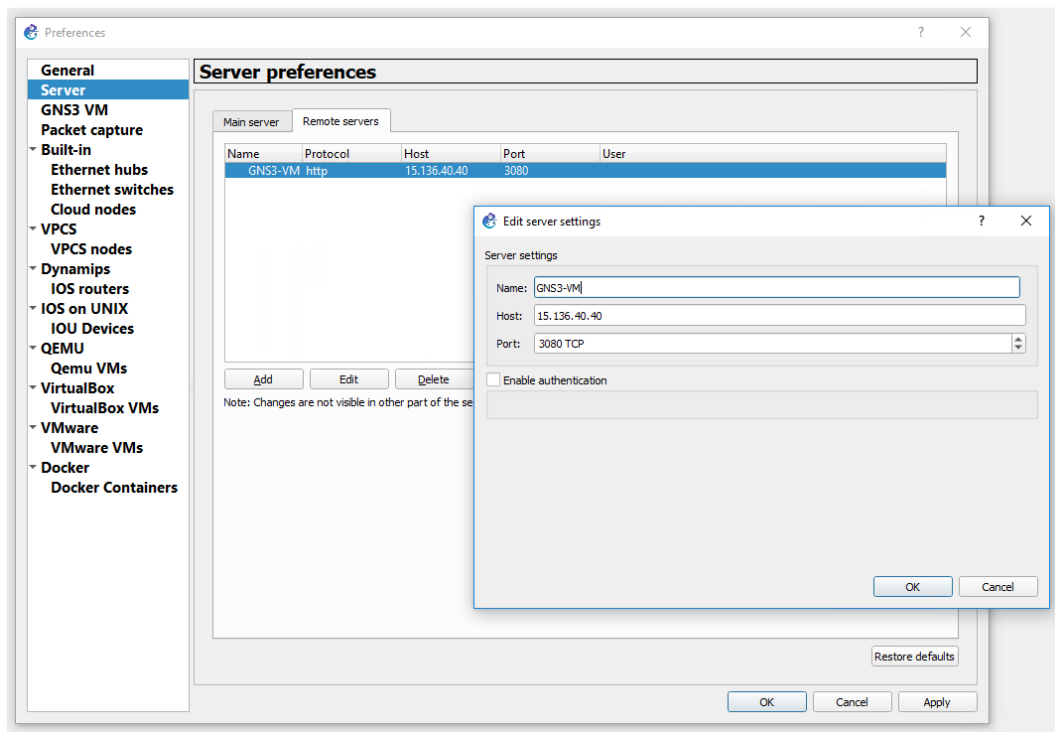 Preferences
?
General
Server
GNS3 VM
Packet capture
Built-in
Ethernet hubs
Ethernet switches
Cloud nodes
VPCS
VPCS nodes
Dynamips
IOS routers
IOS on UNIX
IOU Devices
QEMU
Qemu VMs
VirtualBox
VirtualBox VMs
VMware
VMware VMs
Docker
Docker Containers
Server preferences
Main server Remote servers
Name Protocol Host Port User
GNS3-VM http 15.136.40.40 3080
Add Edit Delete
Note: Changes are not visible in other part of the se
Edit server settings
?
Server settings
Name: GNS3-VM
Host: 15.136.40.40
Port: 3080 TCP
Enable authentication
OK Cancel
Restore defaults
OK Cancel Apply